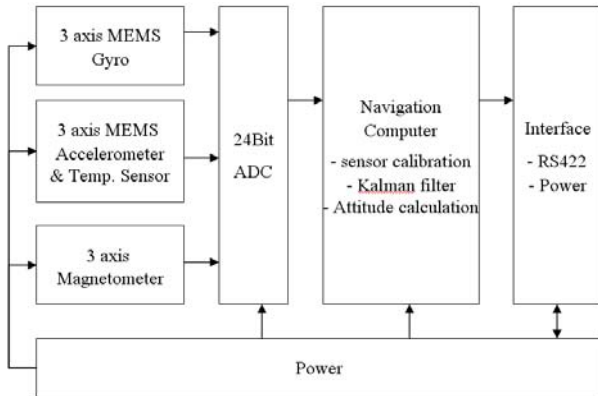 3 axis MEMS
Gyro
3 axis MEMS
Accelerometer
& Temp. Sensor
3 axis
Magnetometer
24Bit
ADC
Navigation
Computer
- sensor calibration
- Kalman filter
- Attitude calculation
Interface
- RS422
- Power
Power